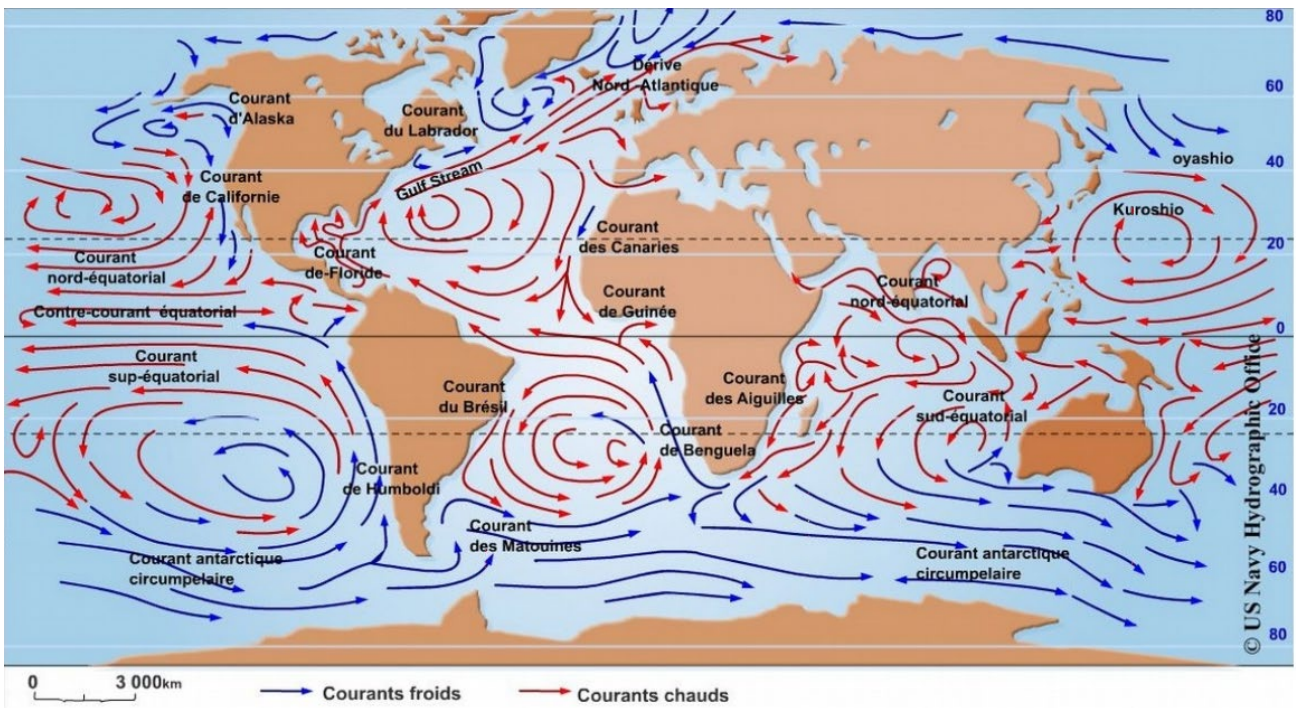 80
Dérive
Nord-Atlantique
60
Courant
d'Alaska
Courant
du Labrador
oyashio
40
Gulf Stream
Courant
de Californie
Kuroshio
Courant
des Canaries
20
Courant
de-Floride
Courant
nord-équatorial
Courant
nord-équatorial
Courant
de Guinée
Contre-courant équatorial
0
Courant
sup-équatorial
Courant
du Brésil
Courant
des Aiguilles
Courant
sud-équatorial
20
Courant
de Benguela
Courant
de Humboldi
40
Courant
des Matouines
Courant antarctique
circumpelaire
Courant antarctique
circumpelaire
60
80
© US Navy Hydrographic Office
0 3 000km
Courants froids
Courants chauds